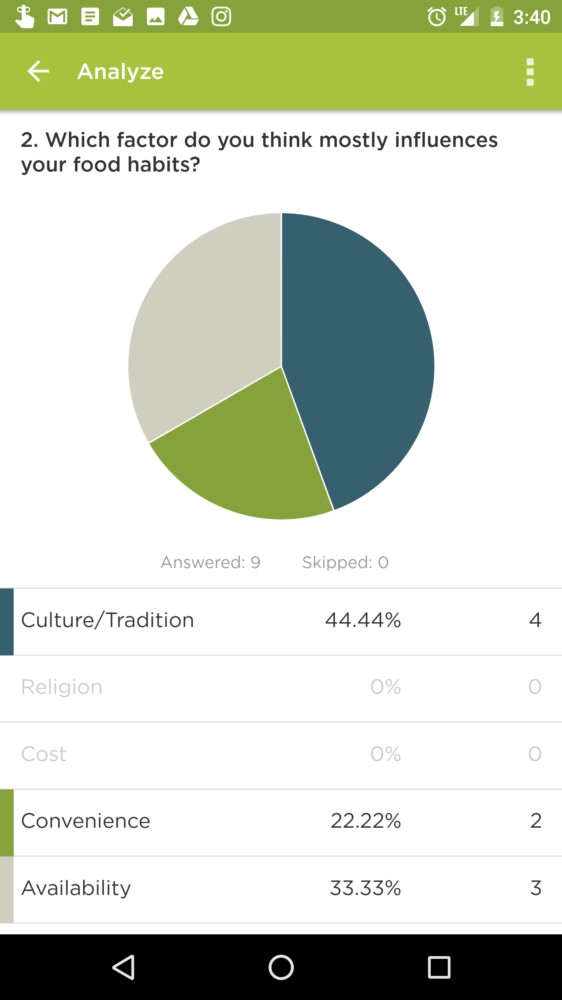 LTE 3:40
Analyze
2. Which factor do you think mostly influences
your food habits?
Answered: 9 Skipped: 0
Culture/Tradition 44.44% 4
Religion 0% 0
Cost 0% 0
Convenience 22.22% 2
Availability 33.33% 3